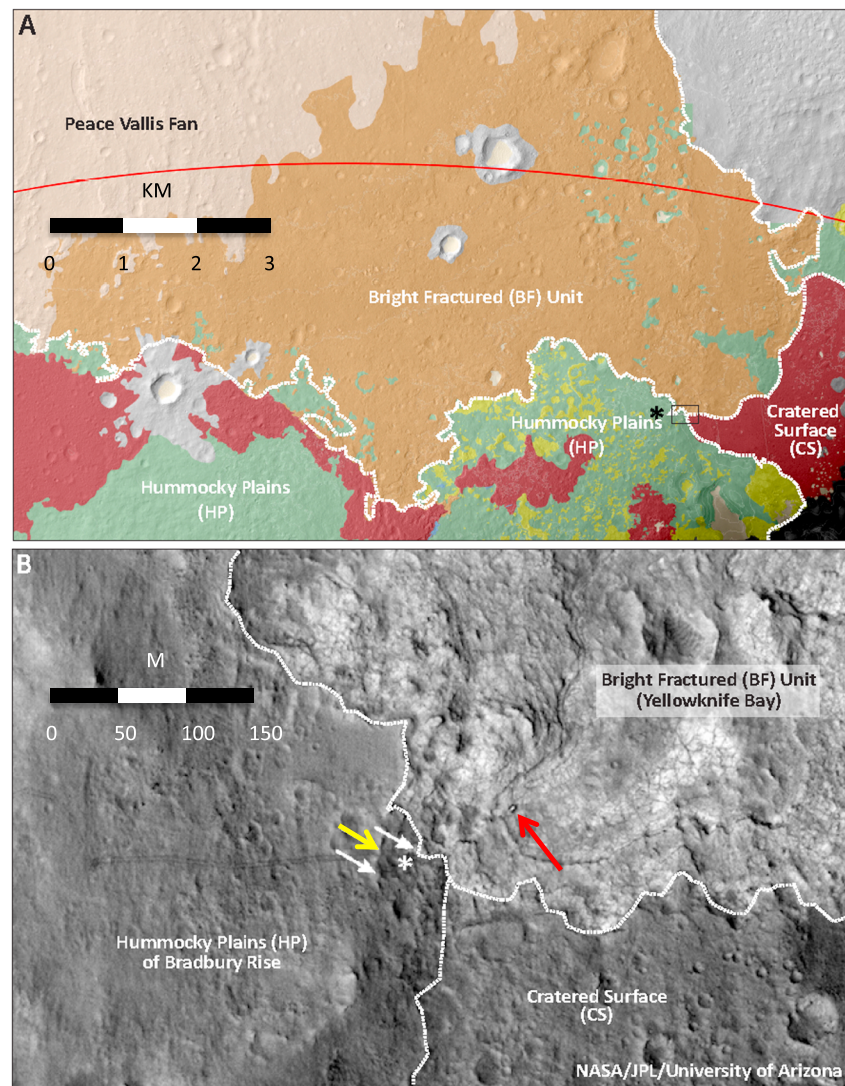 A
Peace Vallis Fan
KM
0 1 2 3
Bright Fractured (BF) Unit
Hummocky Plains
(HP)
*
Hummocky Plains
(HP)
Cratered
Surface
(CS)
B
M
0 50 100 150
Bright Fractured (BF) Unit
(Yellowknife Bay)
*
Hummocky Plains (HP)
of Bradbury Rise
Cratered Surface
(CS)
NASA/JPL/University of Arizona